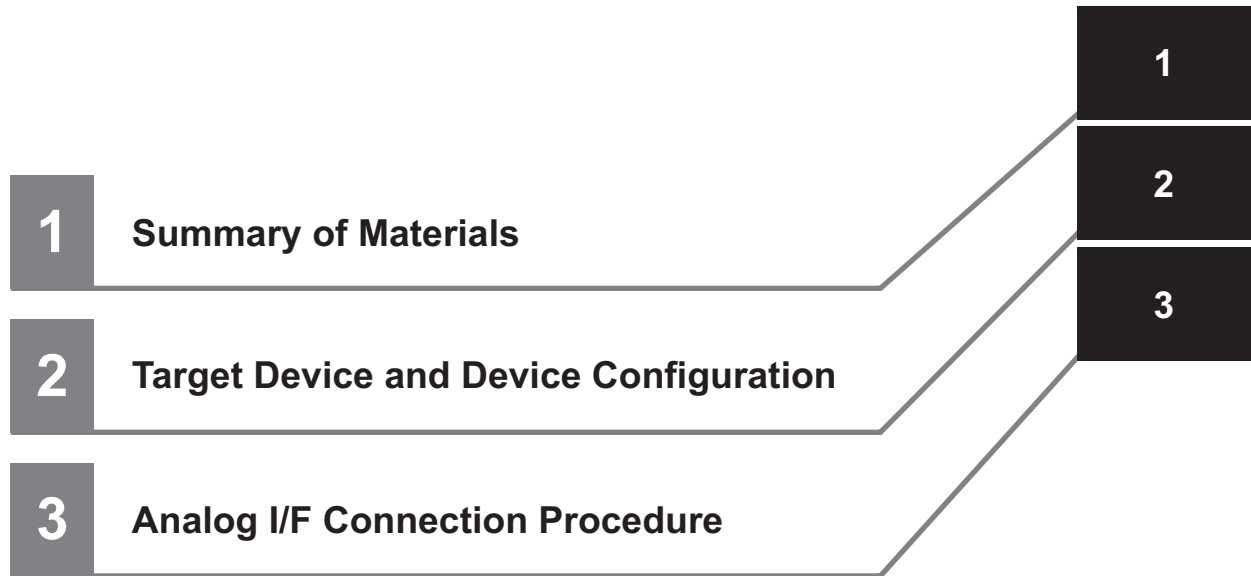 1
2
3
1 Summary of Materials
2 Target Device and Device Configuration
3 Analog I/F Connection Procedure